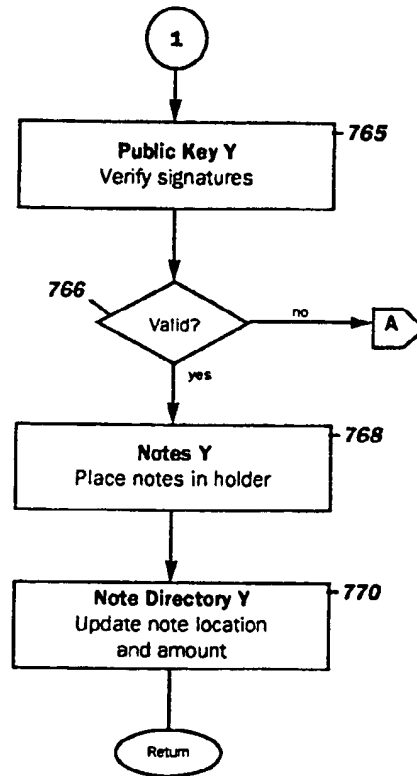 1
765
Public Key Y
Verify signatures
766
Valid?
no
A
yes
768
Notes Y
Place notes in holder
770
Note Directory Y
Update note location
and amount
Return